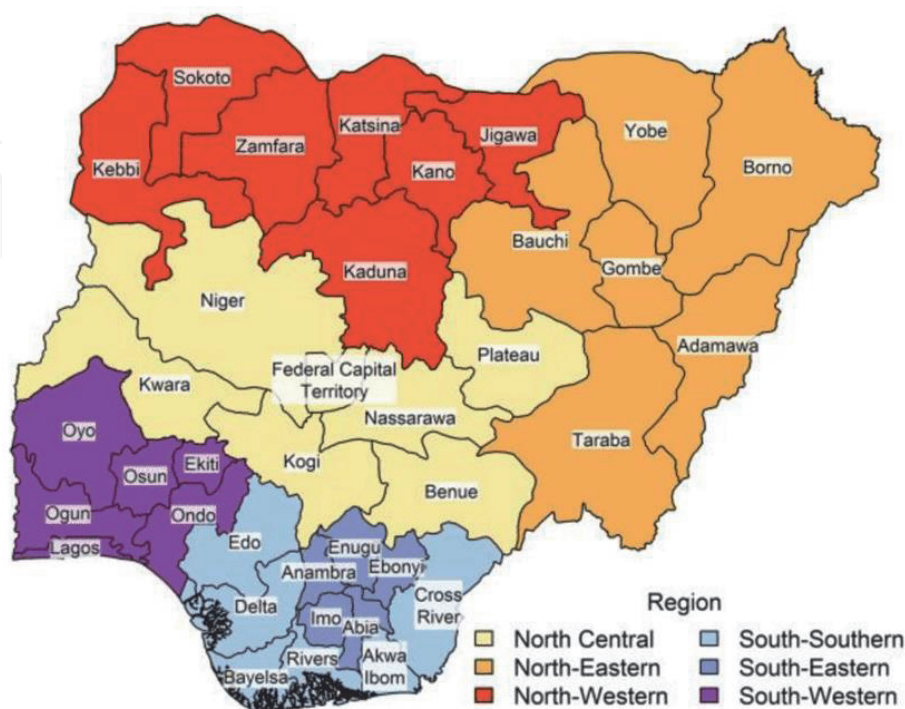 Sokoto
Katsina
Yobe
Jigawa
Zamfara
Kebbi
Kano
Borno
Bauchi
Gombe
Kaduna
Niger
Adamawa
Plateau
Federal Capital
Territory
Kwara
Nassarawa
Oyo
Taraba
Kogi
Ekiti
Osun
Benue
Ogun
Ondo
Edo
Lagos
Enugu
Ebonyi
Anambra
Cross
River
Delta
Imo
Abia
Rivers
Akwa
Ibom
Bayelsa
Region
North Central
North-Eastern
North-Western
South-Southern
South-Eastern
South-Western